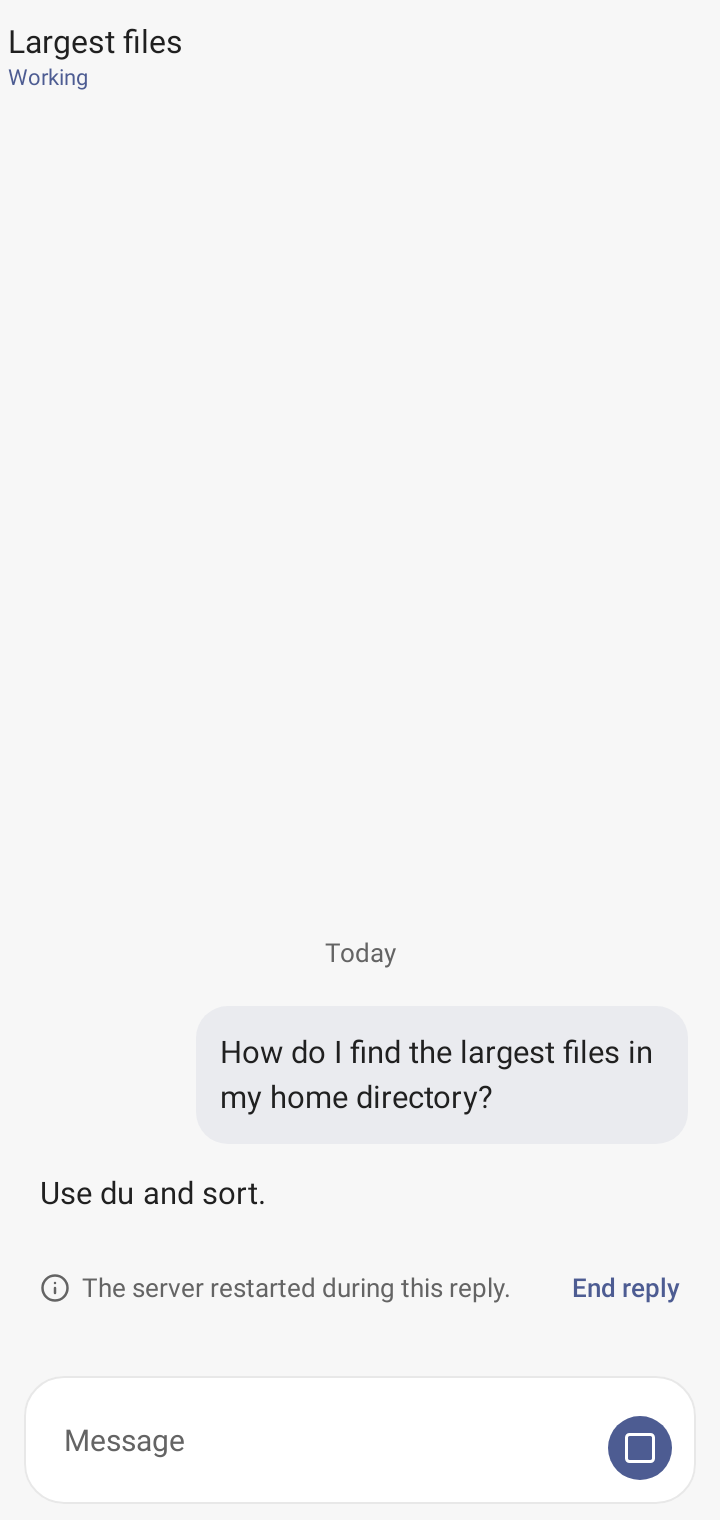 Largest files
Working
Today
How do I find the largest files in
my home directory?
Use du and sort.
The server restarted during this reply.
End reply
Message